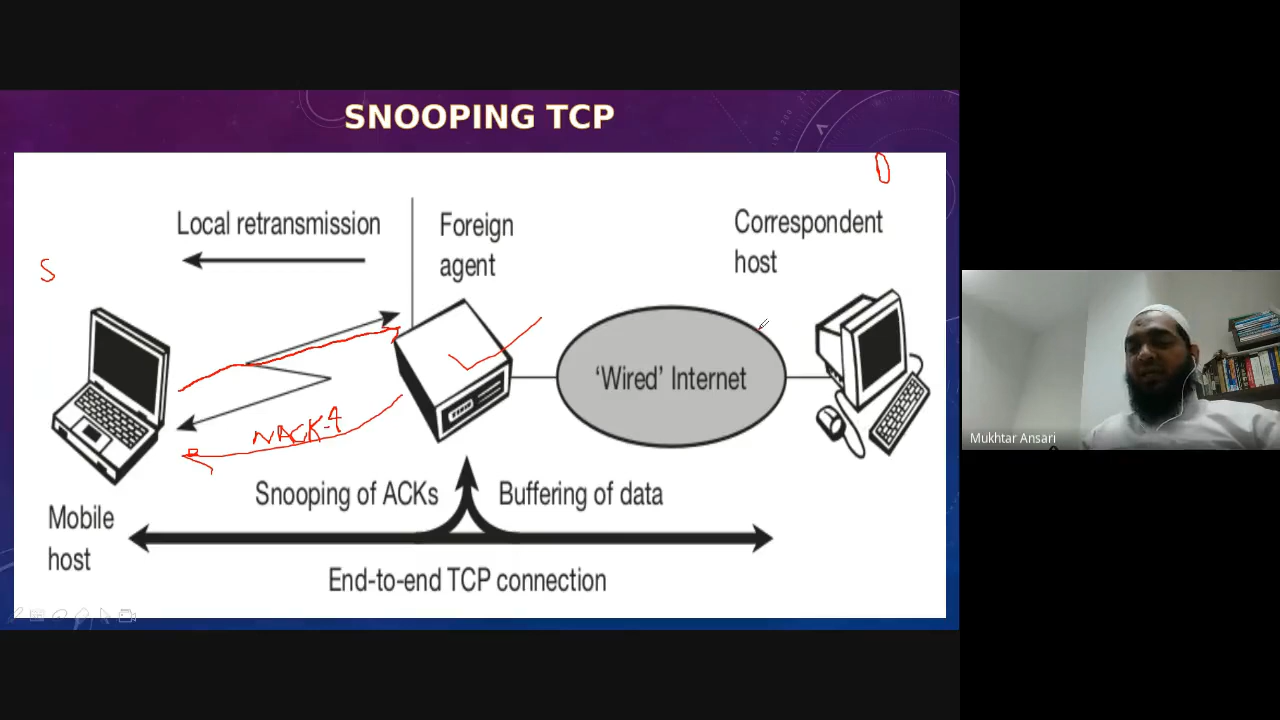 SNOOPING TCP
D
Local retransmission
Foreign
agent
Correspondent
host
S
'Wired' Internet
NACK-4
Mukhtar Ansari
Snooping of ACKs
Buffering of data
Mobile
host
End-to-end TCP connection